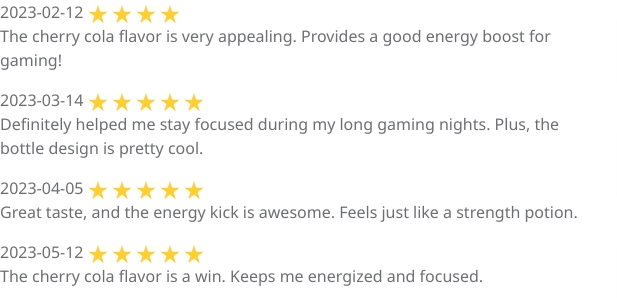 2023-02-12
The cherry cola flavor is very appealing. Provides a good energy boost for
gaming!
2023-03-14
Definitely helped me stay focused during my long gaming nights. Plus, the
bottle design is pretty cool.
2023-04-05
Great taste, and the energy kick is awesome. Feels just like a strength potion.
2023-05-12
The cherry cola flavor is a win. Keeps me energized and focused.